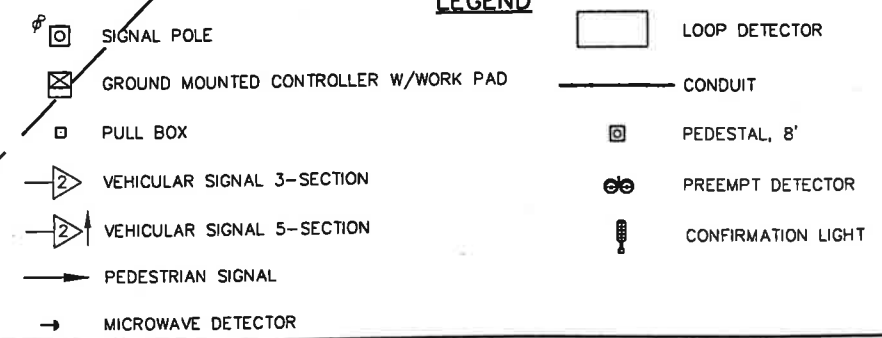 LEGEND
SIGNAL POLE
GROUND MOUNTED CONTROLLER W/WORK PAD
PULL BOX
2 VEHICULAR SIGNAL 3-SECTION
2 VEHICULAR SIGNAL 5-SECTION
PEDESTRIAN SIGNAL
MICROWAVE DETECTOR
LOOP DETECTOR
CONDUIT
PEDESTAL, 8'
PREEMPT DETECTOR
CONFIRMATION LIGHT